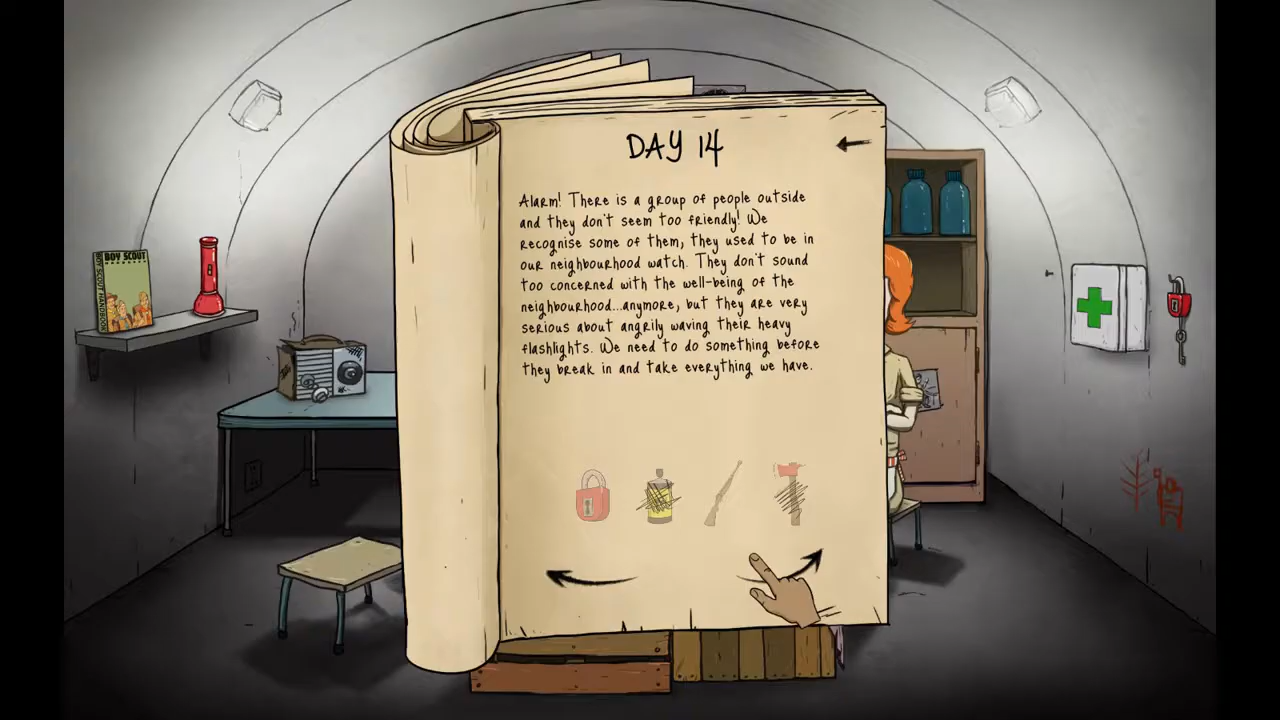 DAY 14
Alarm! There is a group of people outside
and they don't seem too friendly! We
recognise some of them, they used to be in
our neighbourhood watch. They don't sound
too concerned with the well-being of the
neighbourhood...anymore, but they are very
serious about angrily waving their heavy
flashlights. We need to do something before
they break in and take everything we have.
BOY SCOUT
BOY SCOUT HANDBOOK